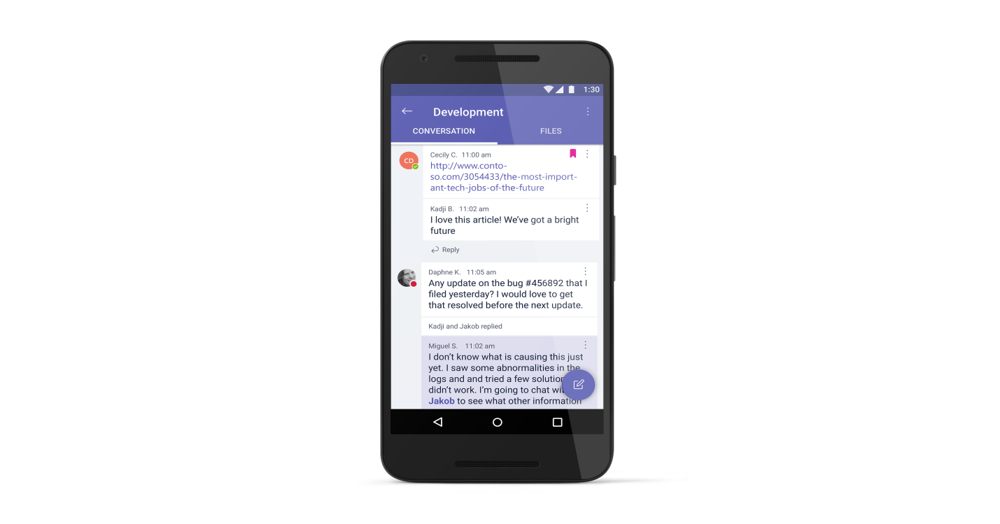 1:30
Development
CONVERSATION FILES
CD
Cecily C. 11:00 am
http://www.conto-
so.com/3054433/the-most-import-
ant-tech-jobs-of-the-future
Kadji B. 11:02 am
I love this article! We've got a bright
future
Reply
Daphne K. 11:05 am
Any update on the bug #456892 that I
filed yesterday? I would love to get
that resolved before the next update.
Kadji and Jakob replied
Miguel S. 11:02 am
I don't know what is causing this just
yet. I saw some abnormalities in the
logs and and tried a few
didn't work. I'm going to chat
Jakob to see what other information